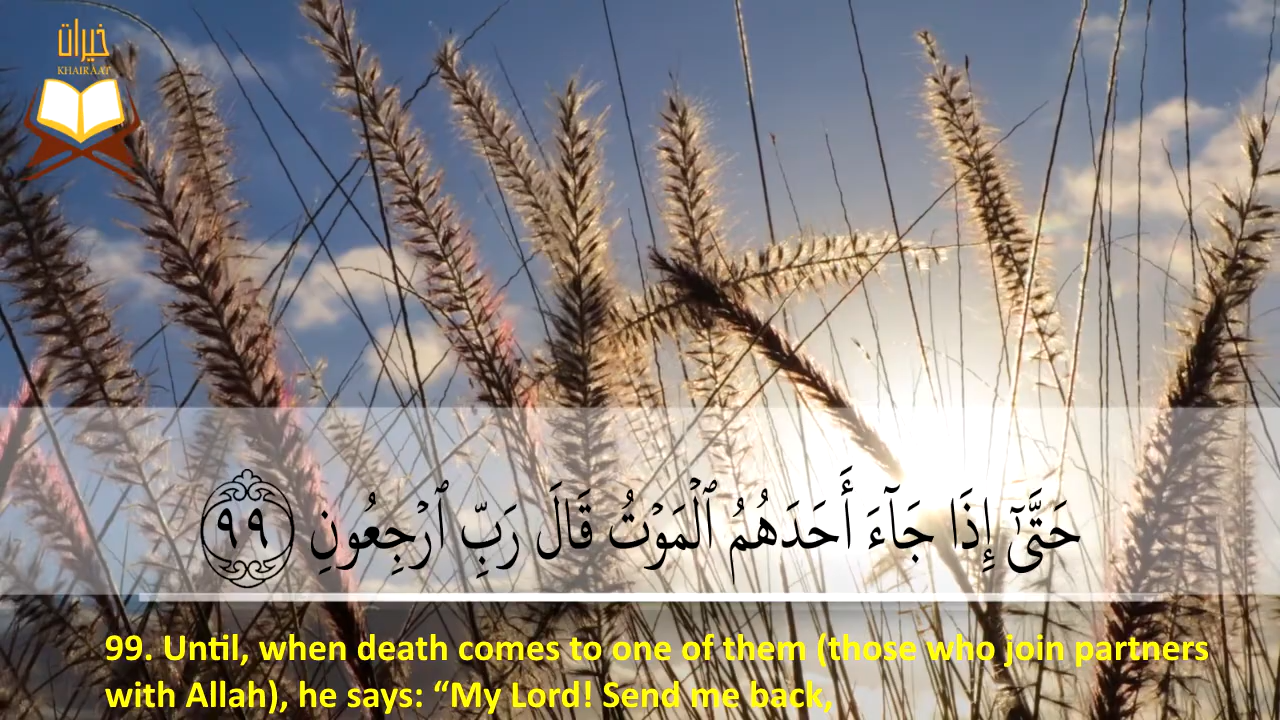 خيرات
KHAIRAAT
حَتَّىٰٓ إِذَا جَآءَ أَحَدَهُمُ ٱلْمَوْتُ قَالَ رَبِّ ٱرْجِعُونِ ٩٩
99. Until, when death comes to one of them (those who join partners
with Allah), he says: “My Lord! Send me back,